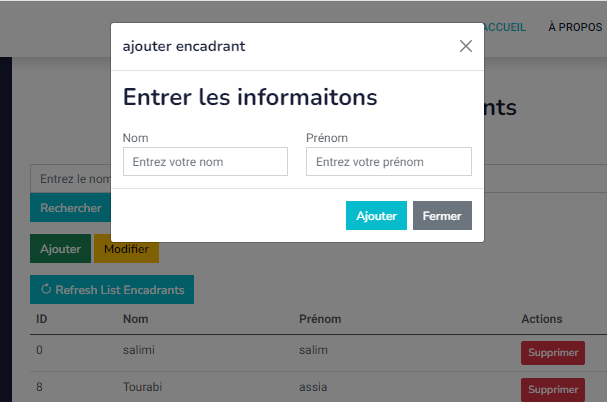 ACCUEIL À PROPOS
ajouter encadrant
Entrer les informaitons
Nom Prénom
Entrez votre nom Entrez votre prénom
Entrez le nom
Rechercher
Ajouter Fermer
Ajouter Modifier
Refresh List Encadrants
ID Nom Prénom Actions
0 salimi salim Supprimer
8 Tourabi assia Supprimer